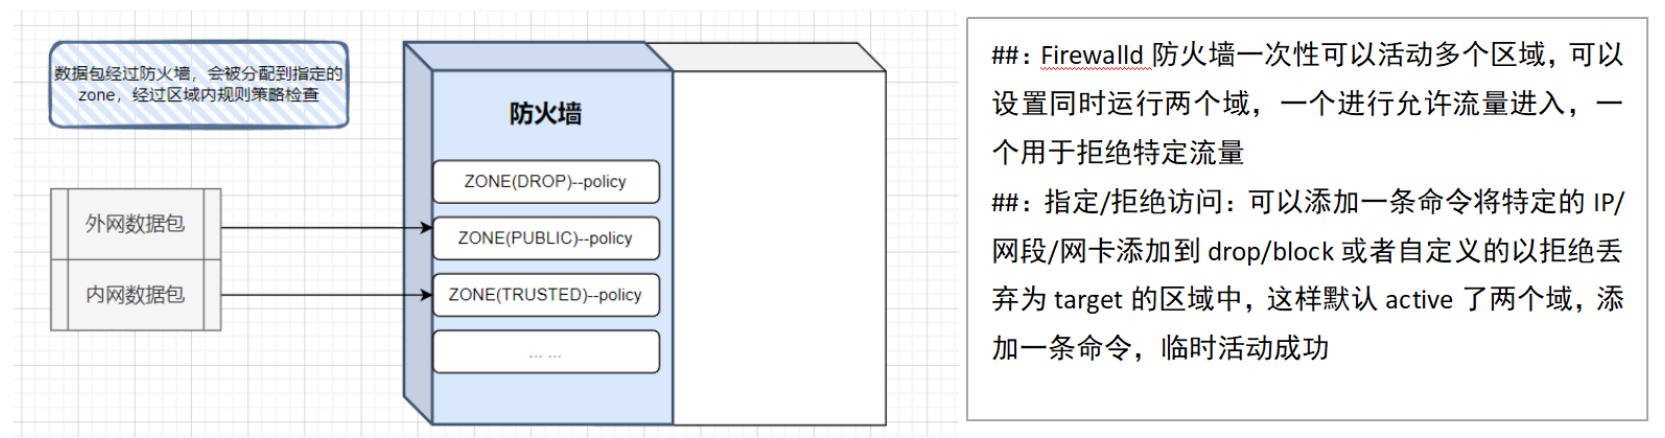 数据包经过防火墙，会被分配到指定的
zone，经过区域内规则策略检查
防火墙
ZONE(DROP)--policy
外网数据包
ZONE(PUBLIC)--policy
内网数据包
ZONE(TRUSTED)--policy
... ...
##：Firewalld 防火墙一次性可以活动多个区域，可以
设置同时运行两个域，一个进行允许流量进入，一
个用于拒绝特定流量
##：指定/拒绝访问：可以添加一条命令将特定的 IP/
网段/网卡添加到 drop/block 或者自定义的以拒绝丢
弃为 target 的区域中，这样默认 active 了两个域，添
加一条命令，临时活动成功